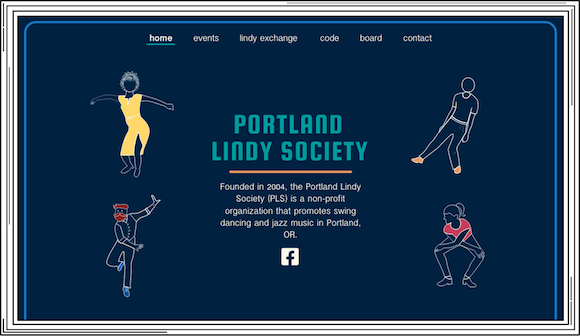 home events lindy exchange code board contact
PORTLAND
LINDY SOCIETY
Founded in 2004, the Portland Lindy
Society (PLS) is a non-profit
organization that promotes swing
dancing and jazz music in Portland,
OR.